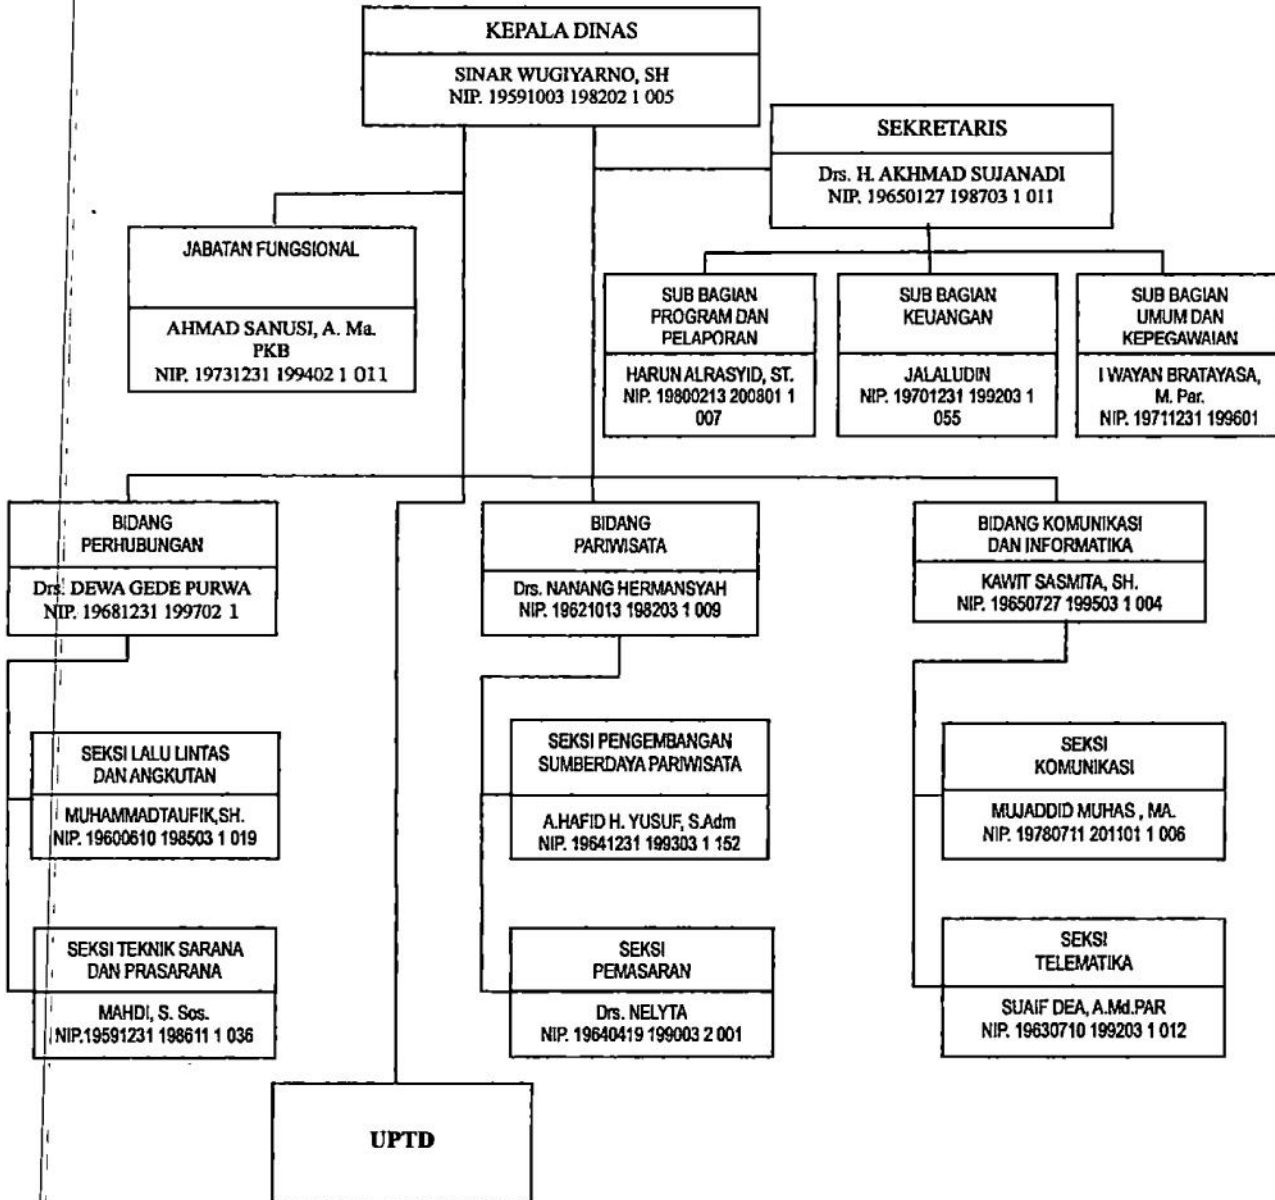 KEPALA DINAS
SINAR WUGIYARNO, SH
NIP. 19591003 198202 1 005
SEKRETARIS
Drs. H. AKHMAD SUJANADI
NIP. 19650127 198703 1 011
JABATAN FUNGSIONAL
AHMAD SANUSI, A. Ma.
PKB
NIP. 19731231 199402 1 011
SUB BAGIAN
PROGRAM DAN
PELAPORAN
HARUN ALRASYID, ST.
NIP. 19800213 200801 1
007
SUB BAGIAN
KEUANGAN
JALALUDIN
NIP. 19701231 199203 1
055
SUB BAGIAN
UMUM DAN
KEPEGAWAIAN
I WAYAN BRATAYASA,
M. Par.
NIP. 19711231 199601
BIDANG
PERHUBUNGAN
Drs. DEWA GEDE PURWA
NIP. 19681231 199702 1
BIDANG
PARIWISATA
Drs. NANANG HERMANSYAH
NIP. 19621013 198203 1 009
BIDANG KOMUNIKASI
DAN INFORMATIKA
KAWIT SASMITA, SH.
NIP. 19650727 199503 1 004
SEKSI LALU LINTAS
DAN ANGKUTAN
MUHAMMADTAUFIK,SH.
NIP. 19600610 198503 1 019
SEKSI PENGEMBANGAN
SUMBERDAYA PARIWISATA
A.HAFID H. YUSUF, S.Adm
NIP. 19641231 199303 1 152
SEKSI
KOMUNIKASI
MUJADDID MUHAS , MA.
NIP. 19780711 201101 1 006
SEKSI TEKNIK SARANA
DAN PRASARANA
MAHDI, S. Sos.
NIP.19591231 198611 1 036
SEKSI
PEMASARAN
Drs. NELYTA
NIP. 19640419 199003 2 001
SEKSI
TELEMATIKA
SUAIF DEA, A.Md.PAR
NIP. 19630710 199203 1 012
UPTD